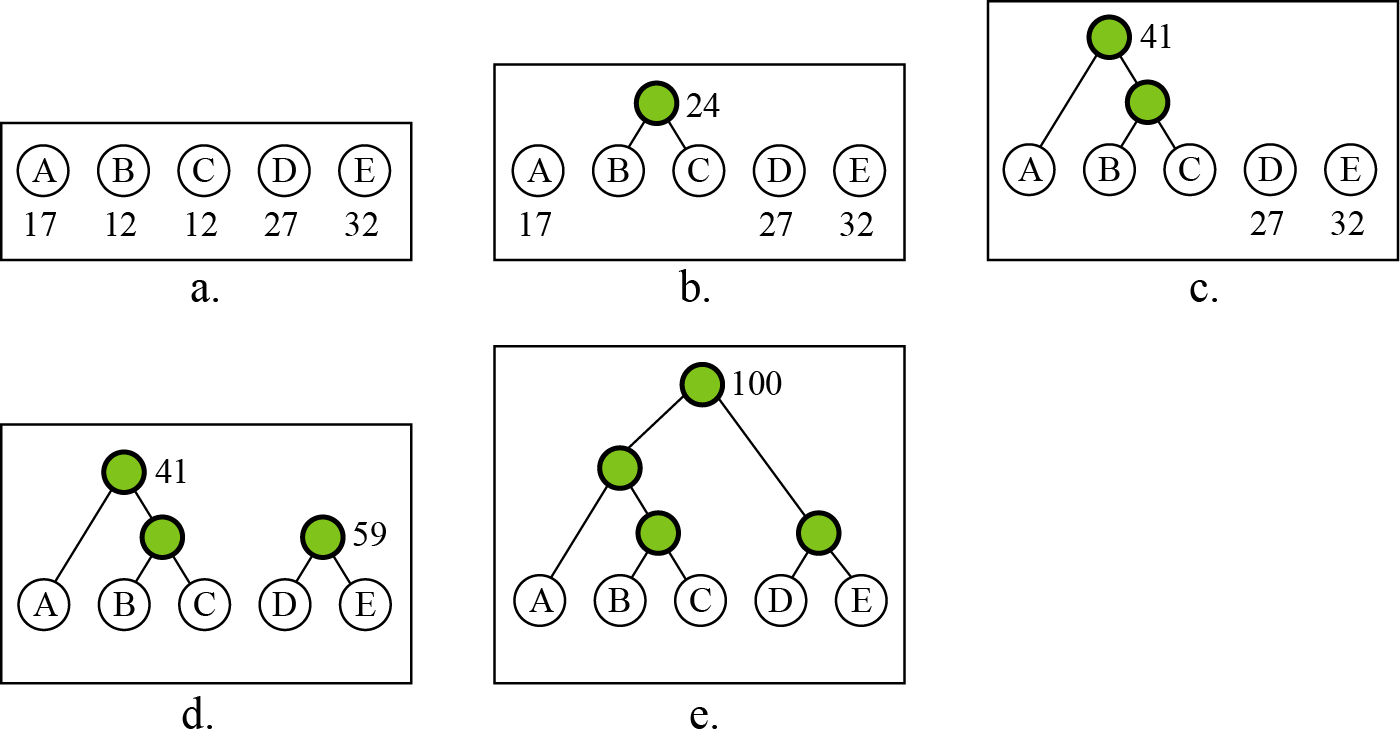 A B C D E
17 12 12 27 32
a.
24
A B C D E
17 27 32
b.
41
A B C D E
27 32
c.
41
59
A B C D E
d.
100
A B C D E
e.